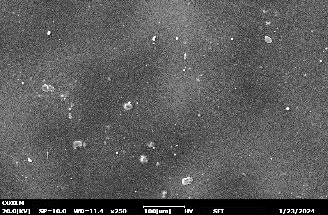 COXEM
20.0(KV) SP=10.0 WD=11.4 x250 100(um) HV SET 1/23/2024